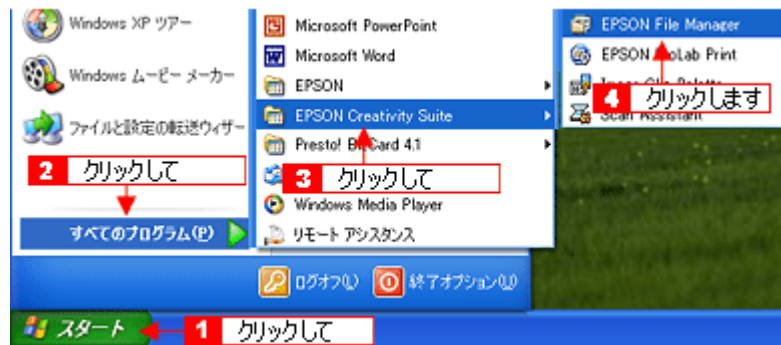 Windows XP ツアー
Windows ムービー メーカー
ファイルと設定の転送ウィザー
2 クリックして
すべてのプログラム(P)
Microsoft PowerPoint
Microsoft Word
EPSON
EPSON Creativity Suite
Presto! 4.1
3 クリックして
Windows Media Player
リモート アシスタンス
EPSON File Manager
EPSON Print
4 クリックします
Scan Assistant
ログオフ(L)
終了オプション(U)
スタート
1 クリックして